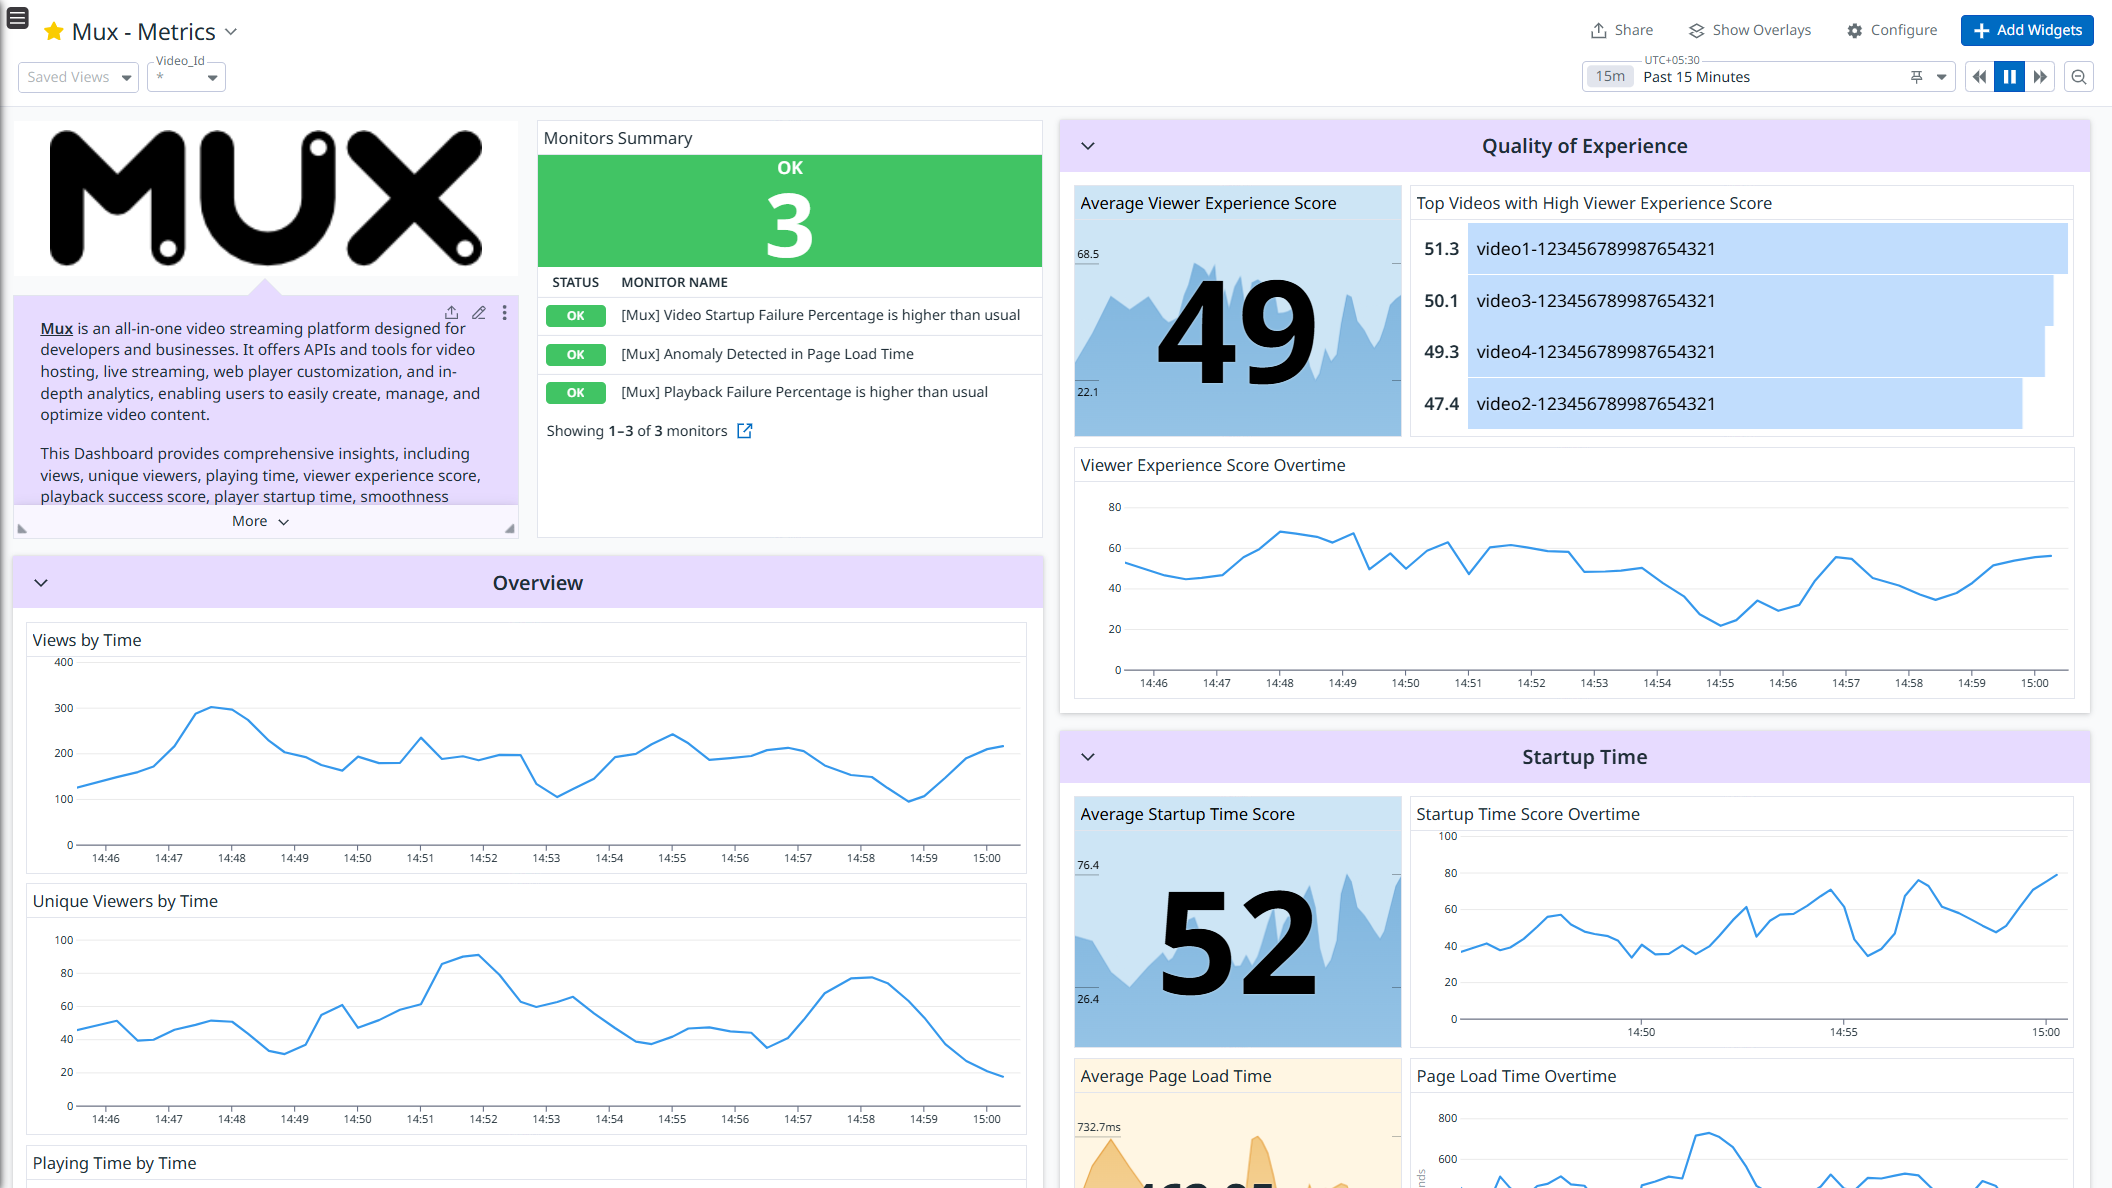 Mux - Metrics
Share
Show Overlays
Configure
Add Widgets
Saved Views
Video_Id
*
UTC+05:30
15m
Past 15 Minutes
MUX
Mux is an all-in-one video streaming platform designed for
developers and businesses. It offers APIs and tools for video
hosting, live streaming, web player customization, and in-
depth analytics, enabling users to easily create, manage, and
optimize video content.
This Dashboard provides comprehensive insights, including
views, unique viewers, playing time, viewer experience score,
playback success score, player startup time, smoothness
More
Monitors Summary
OK
3
STATUS MONITOR NAME
OK [Mux] Video Startup Failure Percentage is higher than usual
OK [Mux] Anomaly Detected in Page Load Time
OK [Mux] Playback Failure Percentage is higher than usual
Showing 1–3 of 3 monitors
Overview
Views by Time
400
300
200
100
0
14:46 14:47 14:48 14:49 14:50 14:51 14:52 14:53 14:54 14:55 14:56 14:57 14:58 14:59 15:00
Unique Viewers by Time
100
80
60
40
20
0
14:46 14:47 14:48 14:49 14:50 14:51 14:52 14:53 14:54 14:55 14:56 14:57 14:58 14:59 15:00
Playing Time by Time
Quality of Experience
Average Viewer Experience Score
68.5
49
22.1
Top Videos with High Viewer Experience Score
51.3 video1-123456789987654321
50.1 video3-123456789987654321
49.3 video4-123456789987654321
47.4 video2-123456789987654321
Viewer Experience Score Overtime
80
60
40
20
0
14:46 14:47 14:48 14:49 14:50 14:51 14:52 14:53 14:54 14:55 14:56 14:57 14:58 14:59 15:00
Startup Time
Average Startup Time Score
76.4
52
26.4
Startup Time Score Overtime
100
80
60
40
20
0
14:50 14:55 15:00
Average Page Load Time
732.7ms
Page Load Time Overtime
800
600